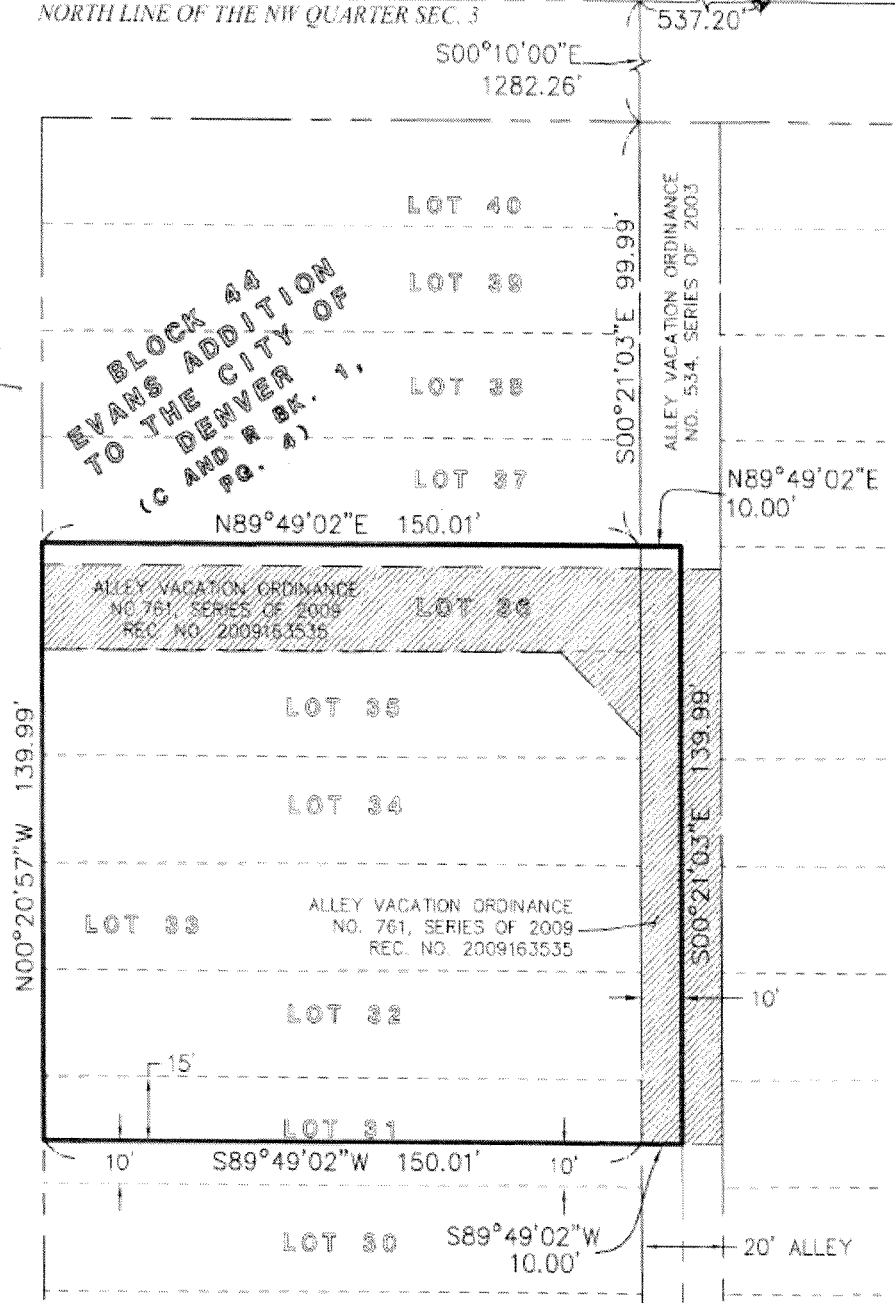 NORTH LINE OF THE NW QUARTER SEC. 3
537.20'
S00°10'00"E
1282.26'
LOT 40
LOT 39
LOT 38
LOT 37
BLOCK 44
EVANS ADDITION
TO THE CITY OF
DENVER
(C AND R BK. 1,
PG. 4)
S00°21'03"E 99.99'
ALLEY VACATION ORDINANCE
NO. 534, SERIES OF 2003
N89°49'02"E
10.00'
N89°49'02"E 150.01'
ALLEY VACATION ORDINANCE
NO. 761, SERIES OF 2009
REC. NO. 2009163535
LOT 36
LOT 35
LOT 34
N00°20'57"W 139.99'
S00°21'03"E 139.99'
LOT 33
ALLEY VACATION ORDINANCE
NO. 761, SERIES OF 2009
REC. NO. 2009163535
LOT 32
10'
15'
LOT 31
10'
S89°49'02"W 150.01'
10'
LOT 30
S89°49'02"W
10.00'
20' ALLEY